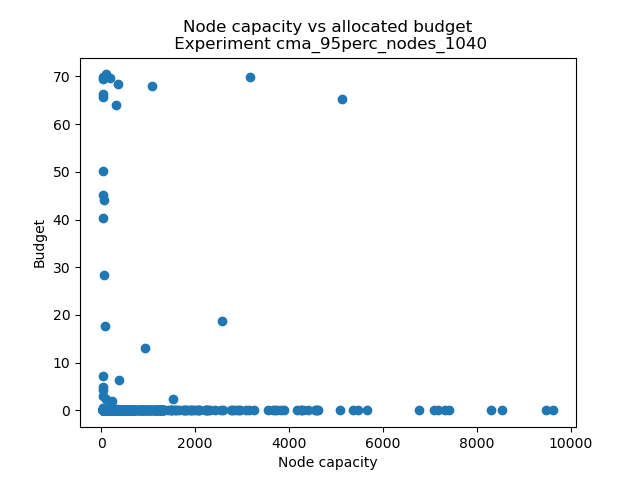 Node capacity vs allocated budget
Experiment cma_95perc_nodes_1040
70
60
50
40
30
20
10
0
Budget
0 2000 4000 6000 8000 10000
Node capacity